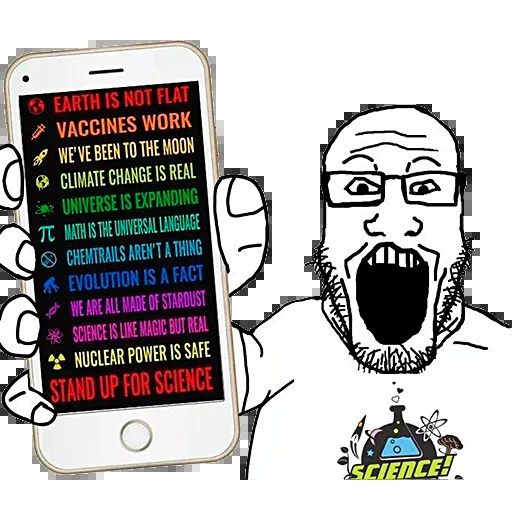 EARTH IS NOT FLAT
VACCINES WORK
WE'VE BEEN TO THE MOON
CLIMATE CHANGE IS REAL
UNIVERSE IS EXPANDING
π MATH IS THE UNIVERSAL LANGUAGE
CHEMTRAILS AREN'T A THING
EVOLUTION IS A FACT
WE ARE ALL MADE OF STARDUST
SCIENCE IS LIKE MAGIC BUT REAL
NUCLEAR POWER IS SAFE
STAND UP FOR SCIENCE
SCIENCE!